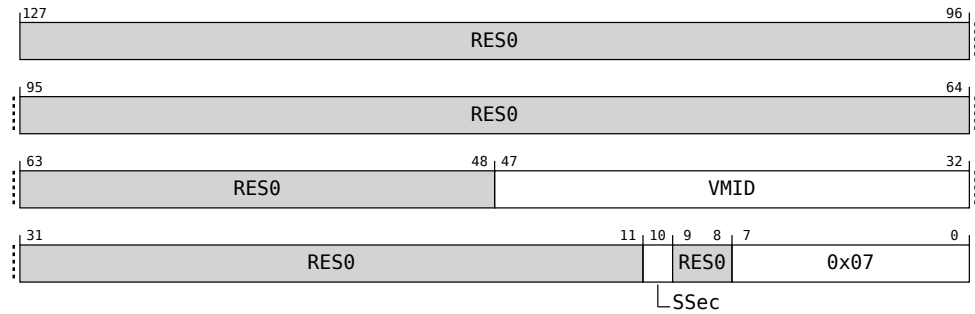 127 96
RES0
95 64
RES0
63 48 47 32
RES0 VMID
31 11 10 9 8 7 0
RES0 RES0 0x07
SSec